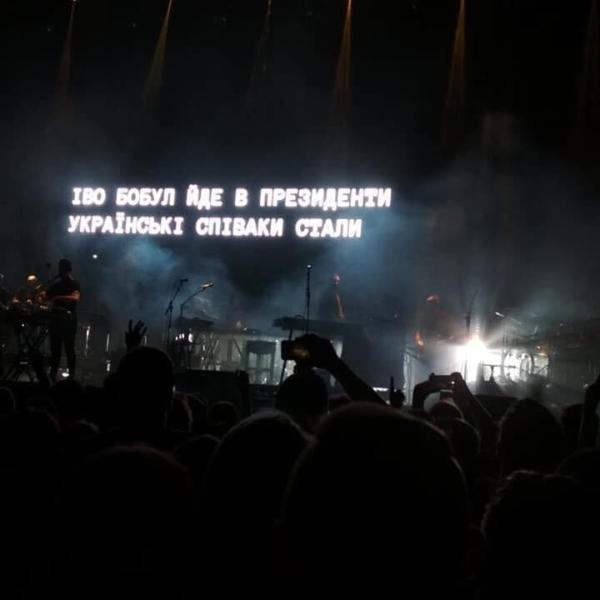 ІВО БОБУЛ ЙДЕ В ПРЕЗИДЕНТИ
УКРАЇНСЬКІ СПІВАКИ СТАЛИ